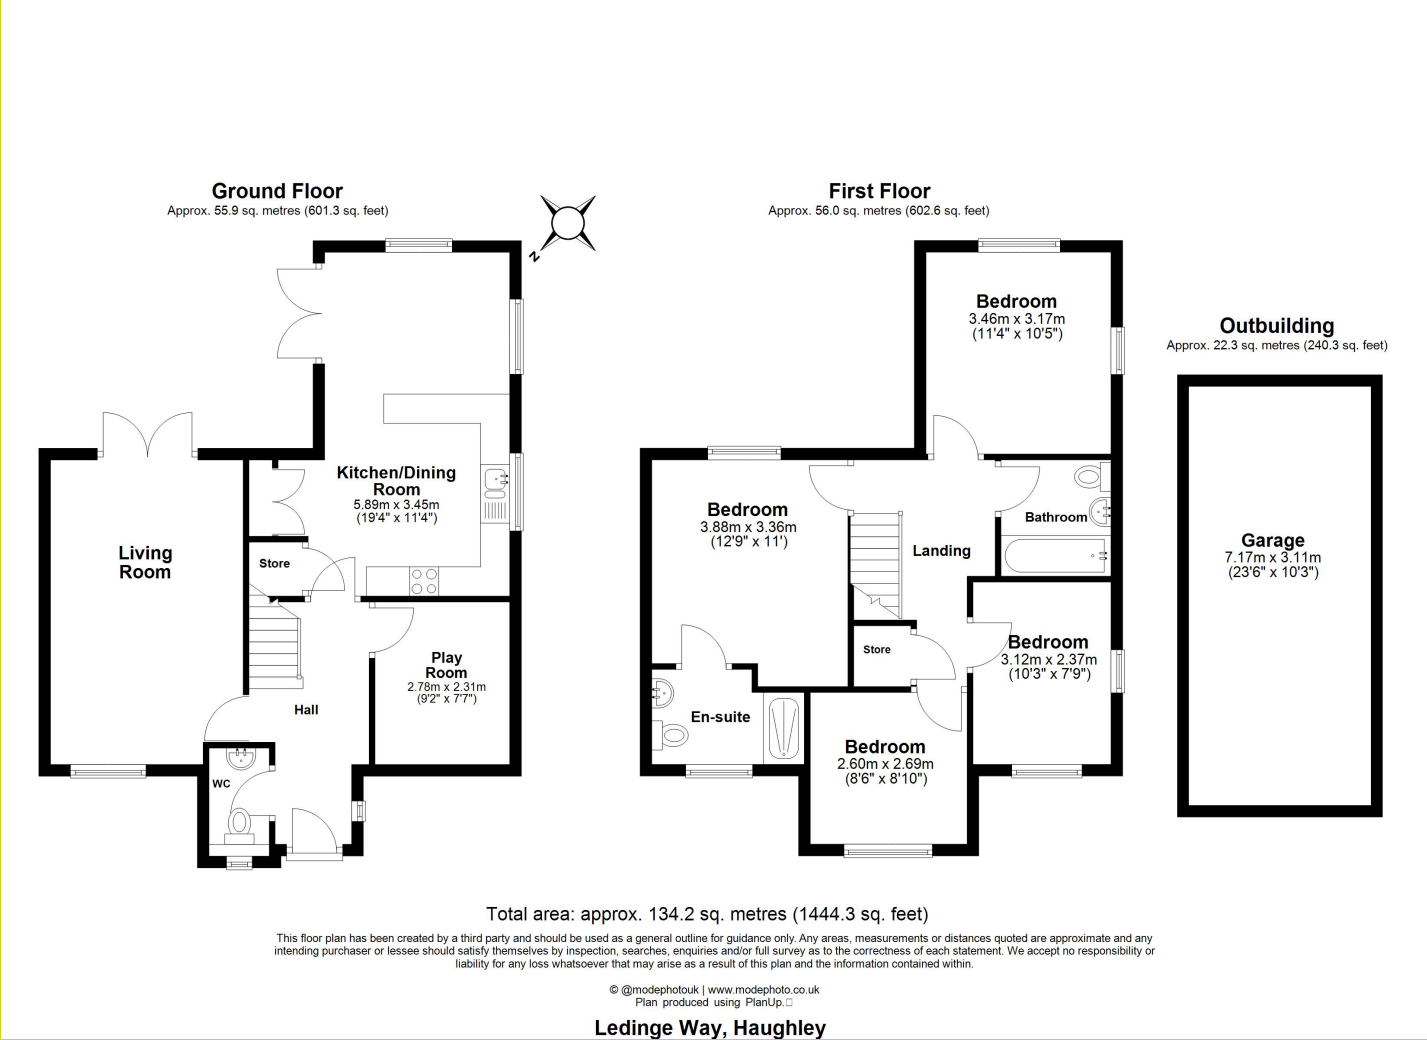 Ground Floor
Approx. 55.9 sq. metres (601.3 sq. feet)
N
Kitchen/Dining
Room
5.89m x 3.45m
(19'4" x 11'4")
Living
Room
Store
Play
Room
2.78m x 2.31m
(9'2" x 7'7")
Hall
WC
First Floor
Approx. 56.0 sq. metres (602.6 sq. feet)
Bedroom
3.46m x 3.17m
(11'4" x 10'5")
Bedroom
3.88m x 3.36m
(12'9" x 11')
Bathroom
Landing
Bedroom
3.12m x 2.37m
(10'3" x 7'9")
Store
En-suite
Bedroom
2.60m x 2.69m
(8'6" x 8'10")
Outbuilding
Approx. 22.3 sq. metres (240.3 sq. feet)
Garage
7.17m x 3.11m
(23'6" x 10'3")
Total area: approx. 134.2 sq. metres (1444.3 sq. feet)
This floor plan has been created by a third party and should be used as a general outline for guidance only. Any areas, measurements or distances quoted are approximate and any
intending purchaser or lessee should satisfy themselves by inspection, searches, enquiries and/or full survey as to the correctness of each statement. We accept no responsibility or
liability for any loss whatsoever that may arise as a result of this plan and the information contained within.
© @modephotouk | www.modephoto.co.uk
Plan produced using PlanUp.
Ledinge Way, Haughley